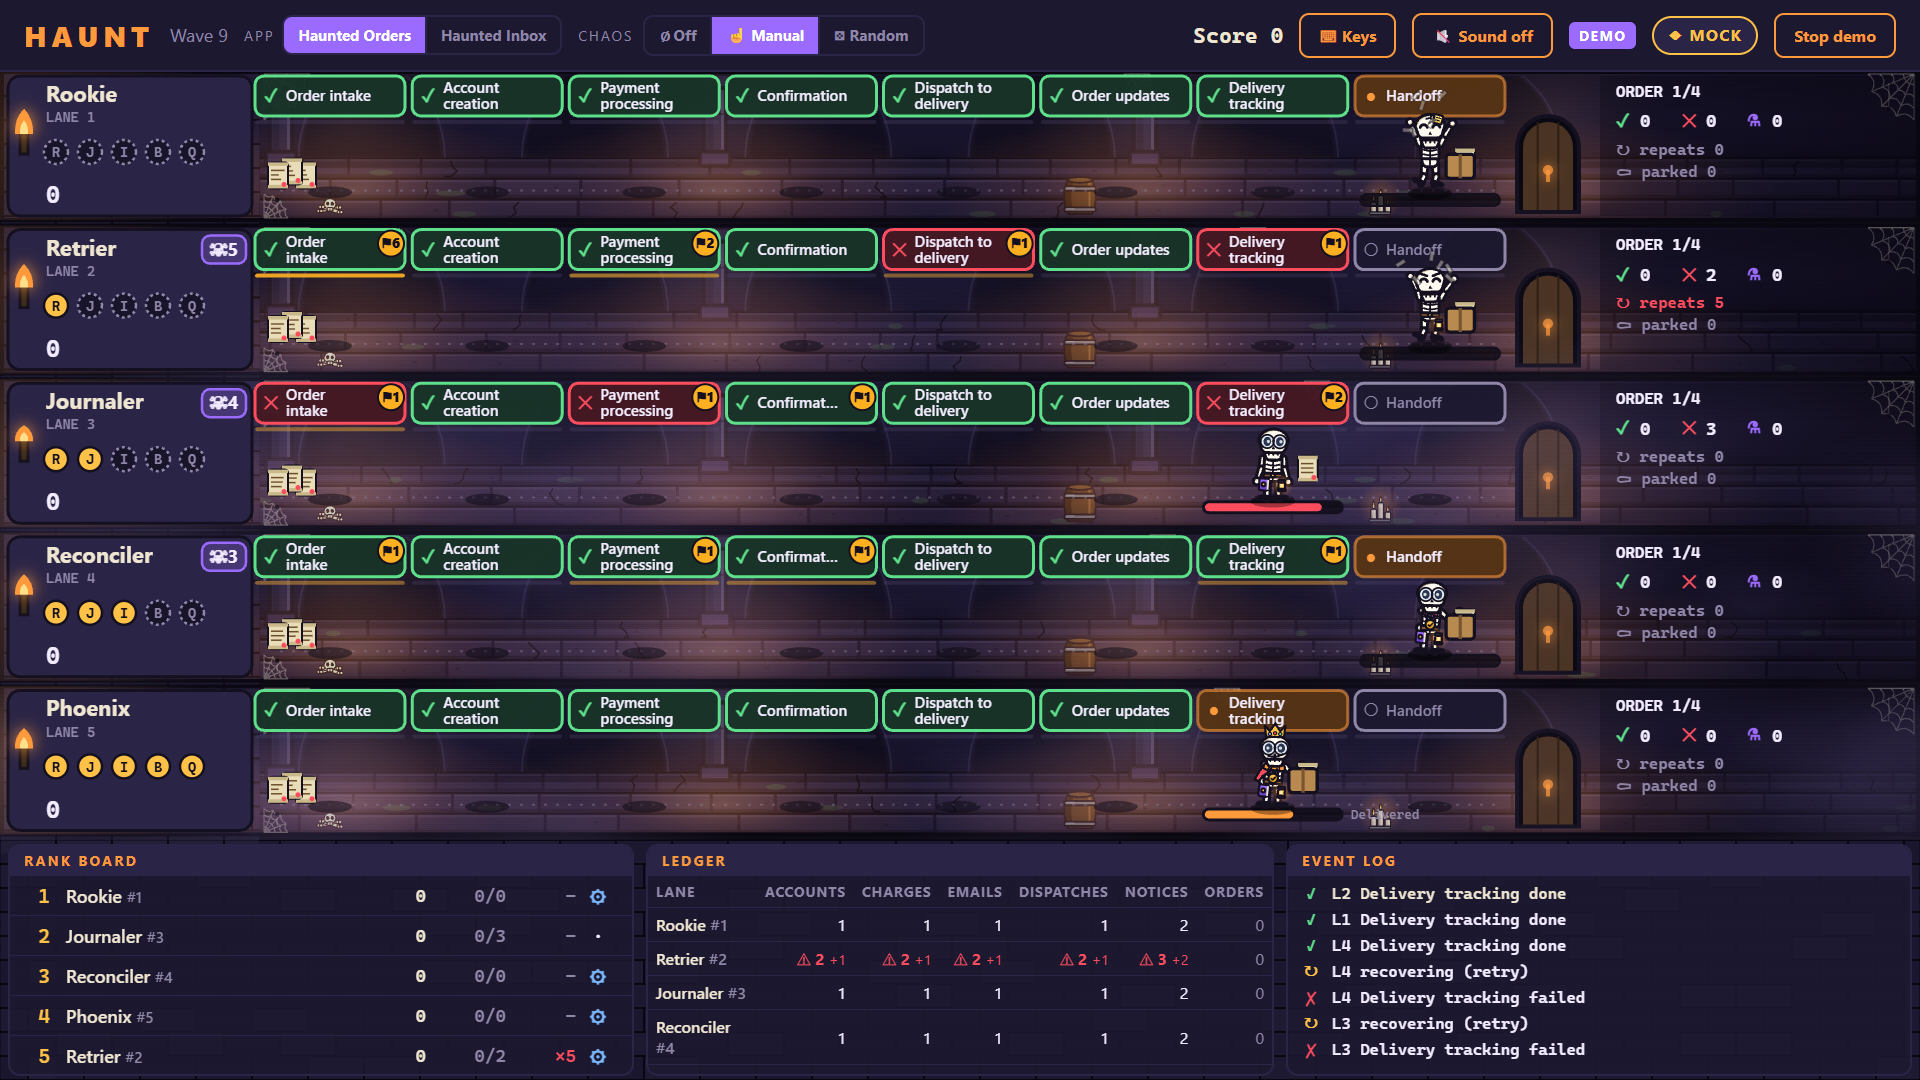 HAUNT Wave 9 APP Haunted Orders Haunted Inbox CHAOS Off Manual Random Score 0 Keys Sound off DEMO MOCK Stop demo
Rookie
LANE 1
R J I B Q
0
Order intake
Account creation
Payment processing
Confirmation
Dispatch to delivery
Order updates
Delivery tracking
Handoff
ORDER 1/4
0 0 0
repeats 0
parked 0
Retrier
5
LANE 2
R J I B Q
0
Order intake 6
Account creation
Payment processing 2
Confirmation
Dispatch to delivery 1
Order updates
Delivery tracking 1
Handoff
ORDER 1/4
0 2 0
repeats 5
parked 0
Journaler
4
LANE 3
R J I B Q
0
Order intake 1
Account creation
Payment processing 1
Confirmat... 1
Dispatch to delivery
Order updates
Delivery tracking 2
Handoff
ORDER 1/4
0 3 0
repeats 0
parked 0
Reconciler
3
LANE 4
R J I B Q
0
Order intake 1
Account creation
Payment processing 1
Confirmat... 1
Dispatch to delivery
Order updates
Delivery tracking 1
Handoff
ORDER 1/4
0 0 0
repeats 0
parked 0
Phoenix
LANE 5
R J I B Q
0
Order intake
Account creation
Payment processing
Confirmation
Dispatch to delivery
Order updates
Delivery tracking
Handoff
Delivered
ORDER 1/4
0 0 0
repeats 0
parked 0
RANK BOARD
1 Rookie #1 0 0/0 –
2 Journaler #3 0 0/3 –
3 Reconciler #4 0 0/0 –
4 Phoenix #5 0 0/0 –
5 Retrier #2 0 0/2 ×5
LEDGER
LANE ACCOUNTS CHARGES EMAILS DISPATCHES NOTICES ORDERS
Rookie #1 1 1 1 1 2 0
Retrier #2 2 +1 2 +1 2 +1 2 +1 3 +2 0
Journaler #3 1 1 1 1 2 0
Reconciler #4 1 1 1 1 2 0
EVENT LOG
L2 Delivery tracking done
L1 Delivery tracking done
L4 Delivery tracking done
L4 recovering (retry)
L4 Delivery tracking failed
L3 recovering (retry)
L3 Delivery tracking failed